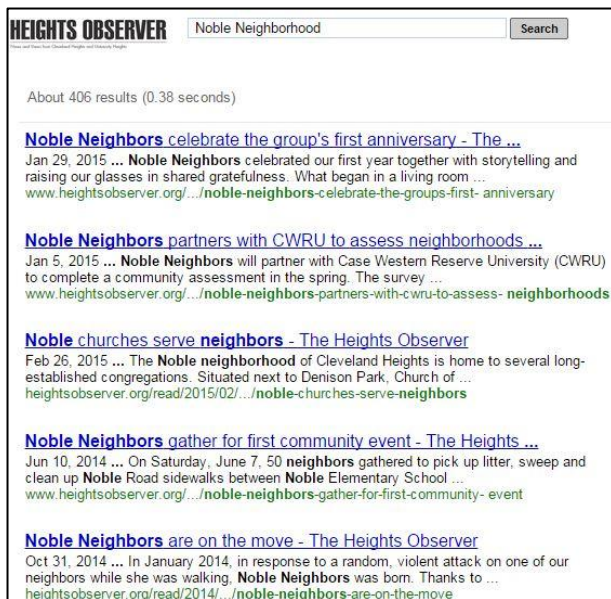 HEIGHTS OBSERVER
News and Views from Cleveland Heights and University Heights
Noble Neighborhood
Search
About 406 results (0.38 seconds)
Noble Neighbors celebrate the group's first anniversary - The ...
Jan 29, 2015 ... Noble Neighbors celebrated our first year together with storytelling and
raising our glasses in shared gratefulness. What began in a living room ...
www.heightsobserver.org/.../noble-neighbors-celebrate-the-groups-first- anniversary
Noble Neighbors partners with CWRU to assess neighborhoods ...
Jan 5, 2015 ... Noble Neighbors will partner with Case Western Reserve University (CWRU)
to complete a community assessment in the spring. The survey ...
www.heightsobserver.org/.../noble-neighbors-partners-with-cwru-to-assess- neighborhoods
Noble churches serve neighbors - The Heights Observer
Feb 26, 2015 ... The Noble neighborhood of Cleveland Heights is home to several long-
established congregations. Situated next to Denison Park, Church of ...
heightsobserver.org/read/2015/02/.../noble-churches-serve-neighbors
Noble Neighbors gather for first community event - The Heights ...
Jun 10, 2014 ... On Saturday, June 7, 50 neighbors gathered to pick up litter, sweep and
clean up Noble Road sidewalks between Noble Elementary School ...
www.heightsobserver.org/.../noble-neighbors-gather-for-first-community- event
Noble Neighbors are on the move - The Heights Observer
Oct 31, 2014 ... In January 2014, in response to a random, violent attack on one of our
neighbors while she was walking, Noble Neighbors was born. Thanks to ...
heightsobserver.org/read/2014/.../noble-neighbors-are-on-the-move